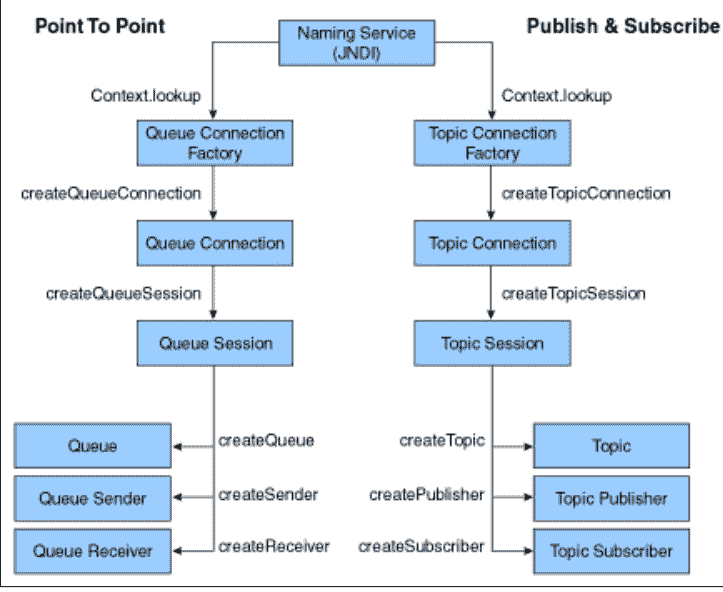 Point To Point
Naming Service
(JNDI)
Publish & Subscribe
Context.lookup
Context.lookup
Queue Connection
Factory
Topic Connection
Factory
createQueueConnection
createTopicConnection
Queue Connection
Topic Connection
createQueueSession
createTopicSession
Queue Session
Topic Session
Queue
createQueue
createTopic
Topic
Queue Sender
createSender
createPublisher
Topic Publisher
Queue Receiver
createReceiver
createSubscriber
Topic Subscriber